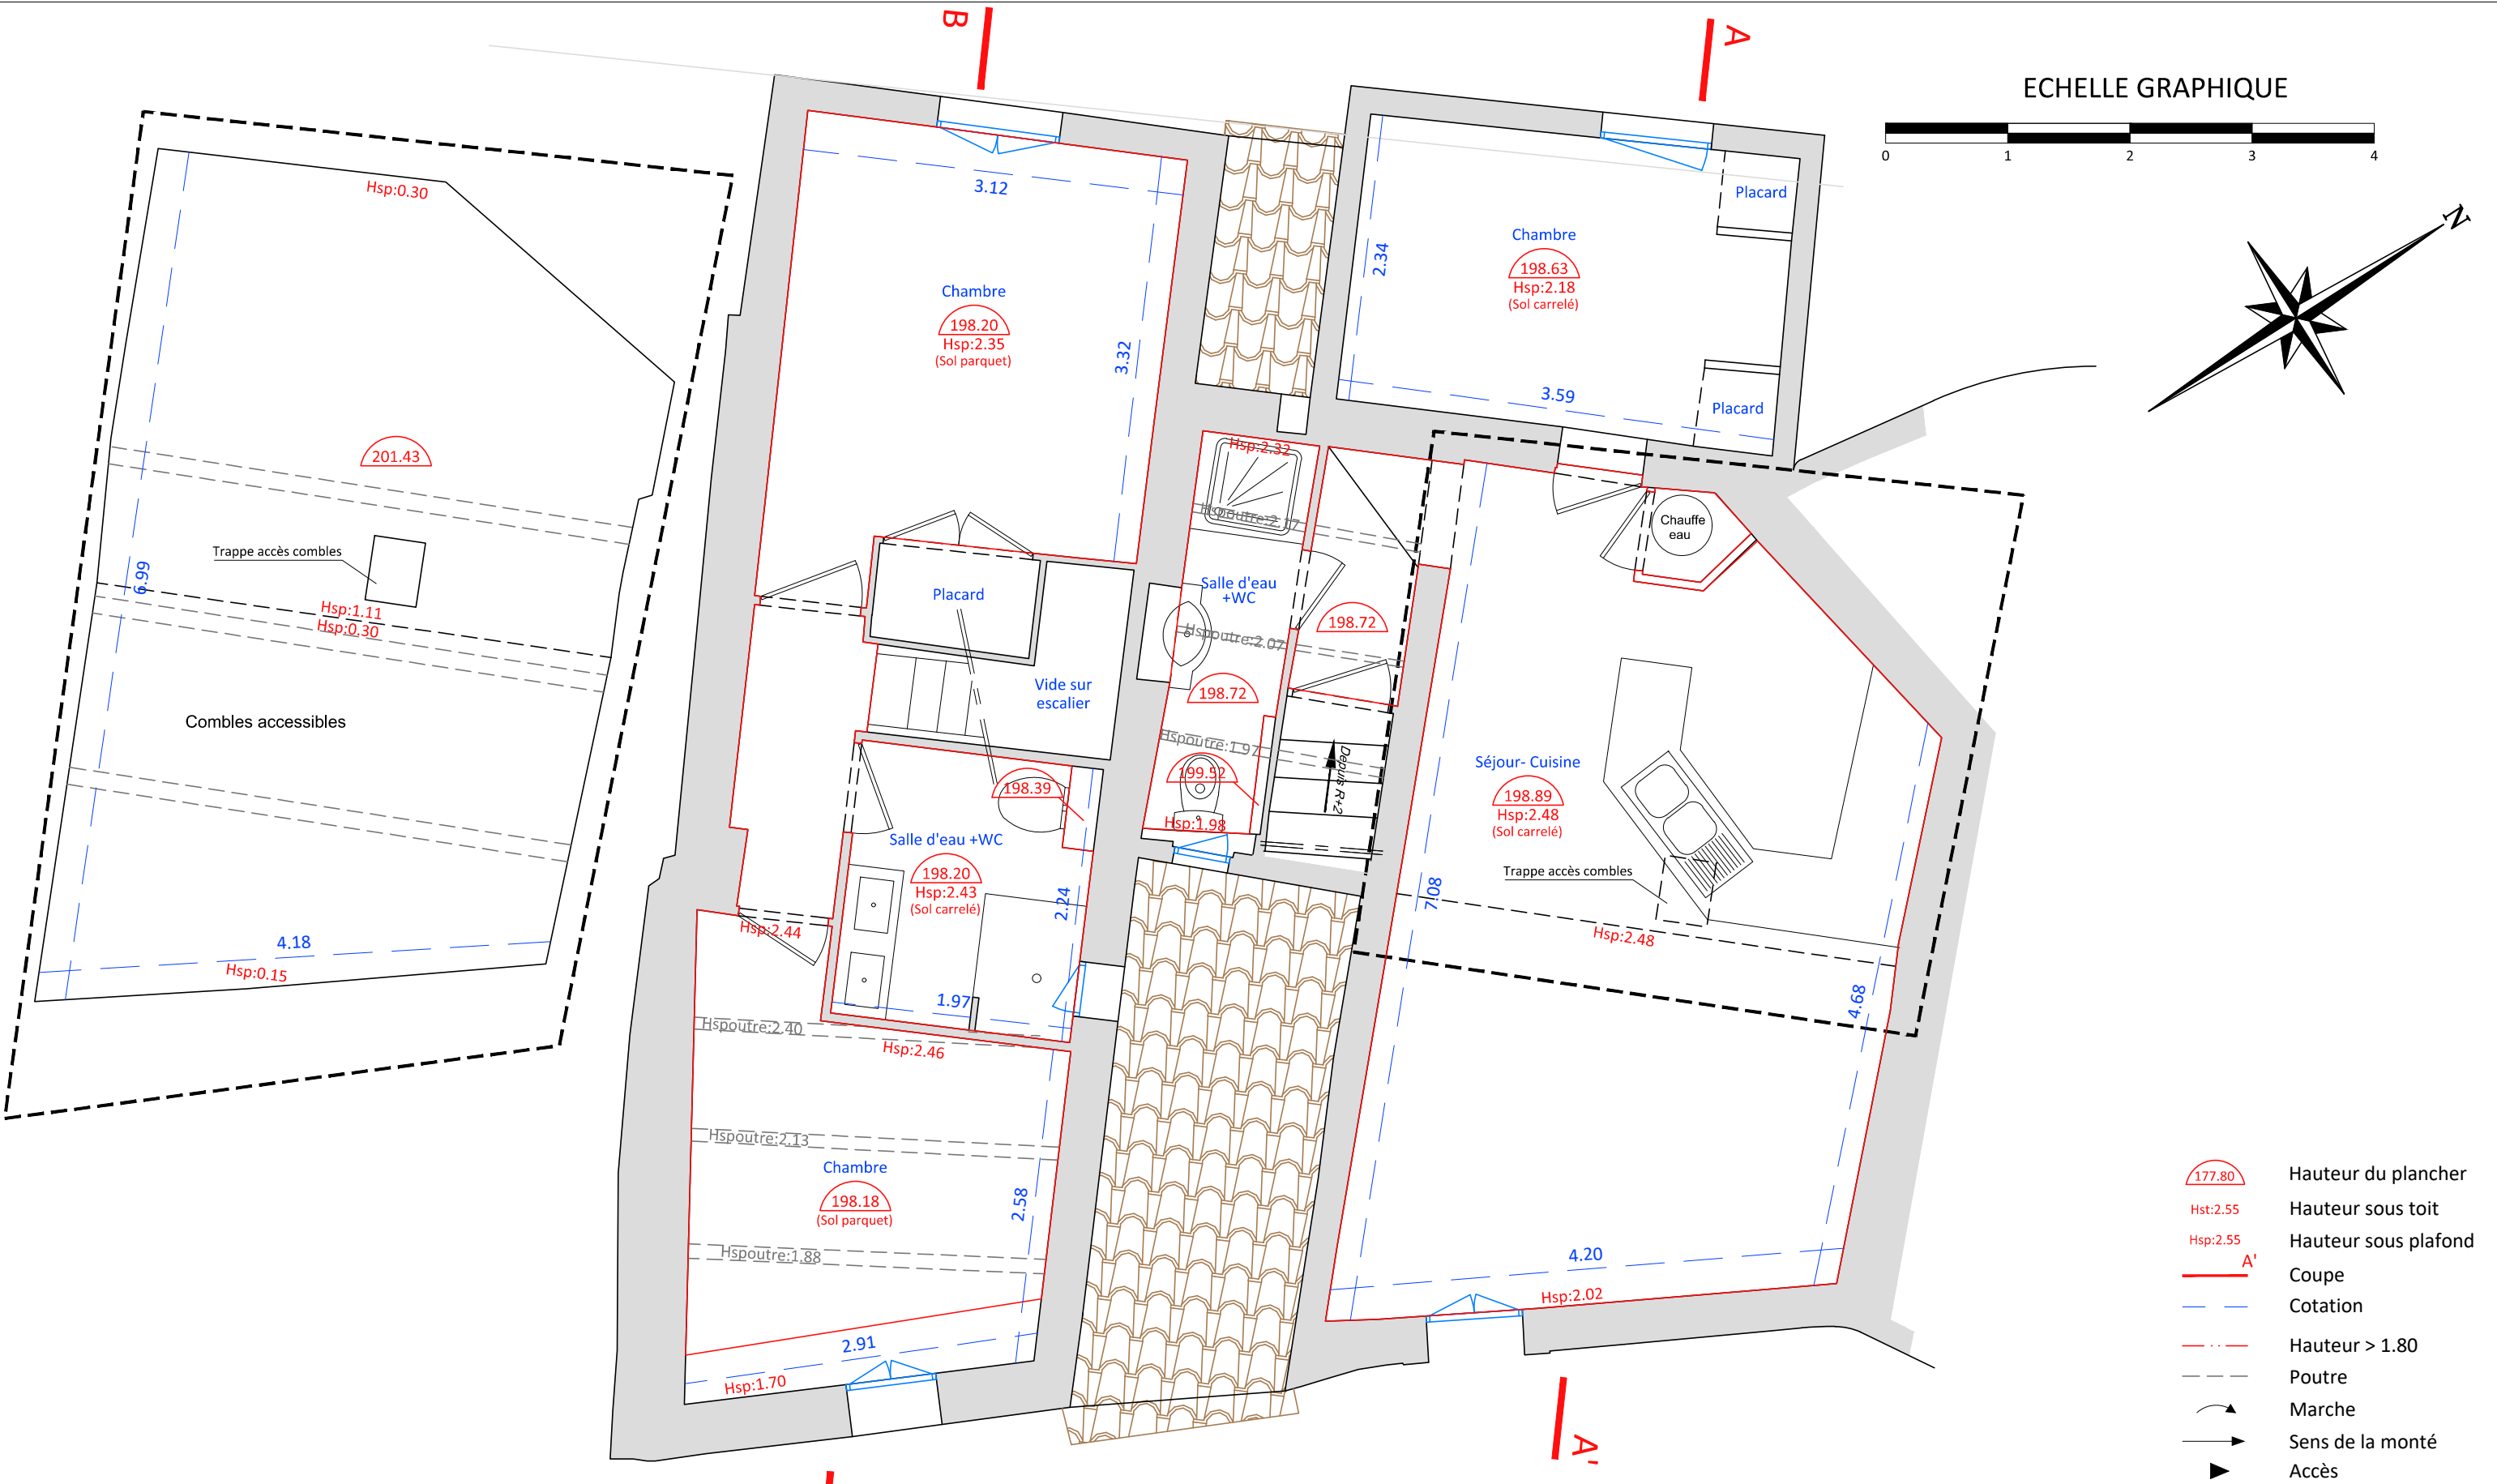 B
A
ECHELLE GRAPHIQUE
0 1 2 3 4
N
Hsp:0.30
201.43
Trappe accès combles
6.99
Hsp:1.11
Hsp:0.30
Combles accessibles
4.18
Hsp:0.15
3.12
Chambre
198.20
Hsp:2.35
(Sol parquet)
3.32
Placard
Vide sur
escalier
198.39
Salle d'eau +WC
198.20
Hsp:2.43
(Sol carrelé)
2.24
1.97
Hsp:2.44
Hspoutre:2.40
Hsp:2.46
Hspoutre:2.13
Chambre
198.18
(Sol parquet)
2.58
Hspoutre:1.88
2.91
Hsp:1.70
2.34
Chambre
198.63
Hsp:2.18
(Sol carrelé)
Placard
Placard
3.59
Hsp:2.32
Hspoutre:2.17
Salle d'eau
+WC
198.72
Hspoutre:2.07
198.72
Hspoutre:1.97
199.52
Hsp:1.98
Depuis R+2
Chauffe
eau
Séjour- Cuisine
198.89
Hsp:2.48
(Sol carrelé)
Trappe accès combles
7.08
Hsp:2.48
4.68
4.20
Hsp:2.02
A'
177.80 Hauteur du plancher
Hst:2.55 Hauteur sous toit
Hsp:2.55 Hauteur sous plafond
A' Coupe
Cotation
Hauteur > 1.80
Poutre
Marche
Sens de la monté
Accès